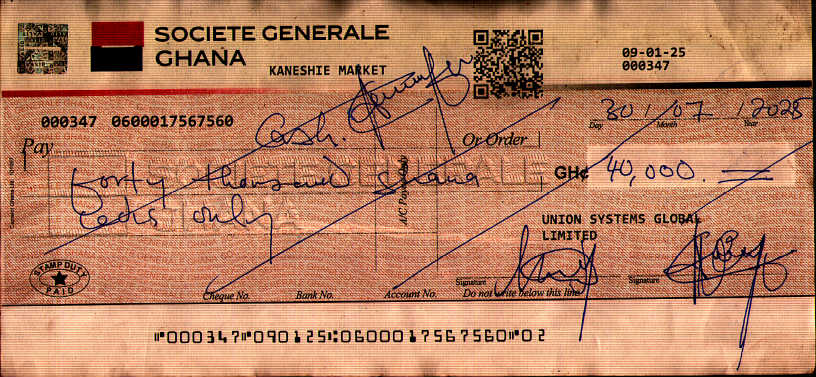 SOCIETE GENERALE
GHANA
KANESHIE MARKET
09-01-25
000347
30 / 07 / 2025
Day Month Year
000347 0600017567560
Cash.
Pay
Or Order
forty thousand ghana
GH¢ 40,000.
cedis only
A/C Payee Only
UNION SYSTEMS GLOBAL
LIMITED
STAMP DUTY
PAID
Signature
Signature
Cheque No. Bank No. Account No. Do not write below this line
⑈000347⑈090125⑆0600017567560⑈02